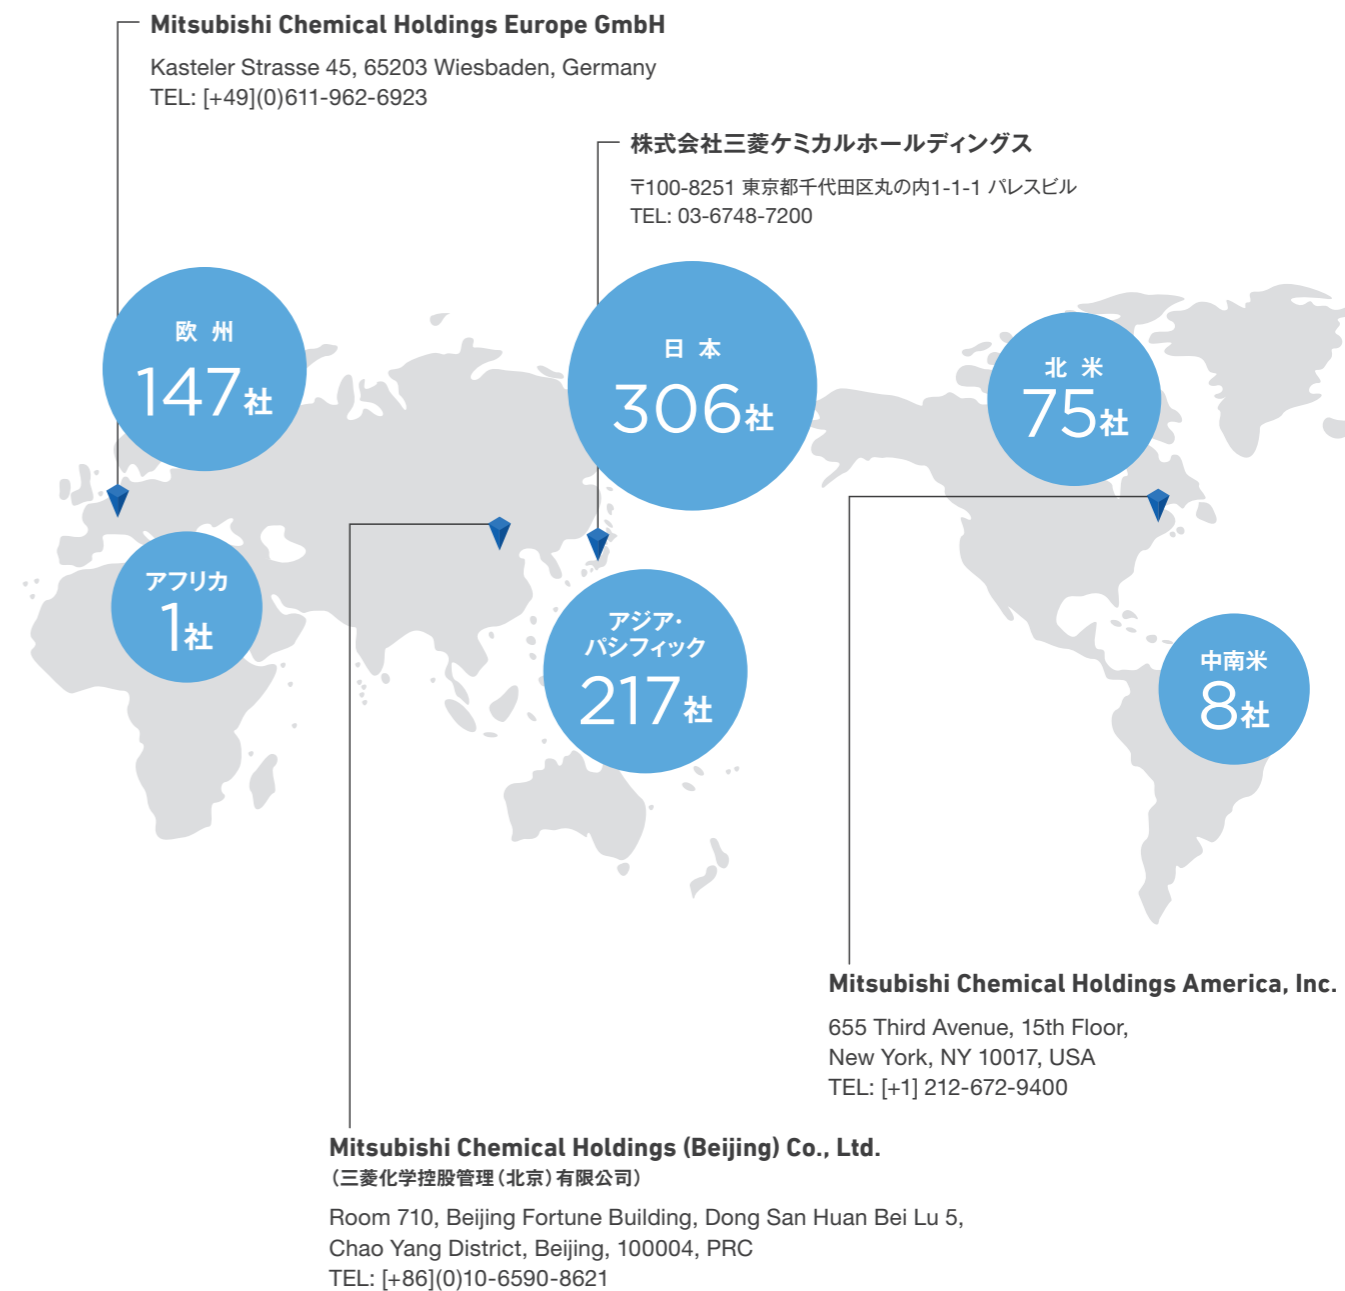 Mitsubishi Chemical Holdings Europe GmbH
Kasteler Strasse 45, 65203 Wiesbaden, Germany
TEL: [+49](0)611-962-6923
株式会社三菱ケミカルホールディングス
〒100-8251 東京都千代田区丸の内1-1-1 パレスビル
TEL: 03-6748-7200
欧 州
147社
日 本
306社
北 米
75社
アフリカ
1社
アジア・
パシフィック
217社
中南米
8社
Mitsubishi Chemical Holdings America, Inc.
655 Third Avenue, 15th Floor,
New York, NY 10017, USA
TEL: [+1] 212-672-9400
Mitsubishi Chemical Holdings (Beijing) Co., Ltd.
（三菱化学控股管理（北京）有限公司）
Room 710, Beijing Fortune Building, Dong San Huan Bei Lu 5,
Chao Yang District, Beijing, 100004, PRC
TEL: [+86](0)10-6590-8621